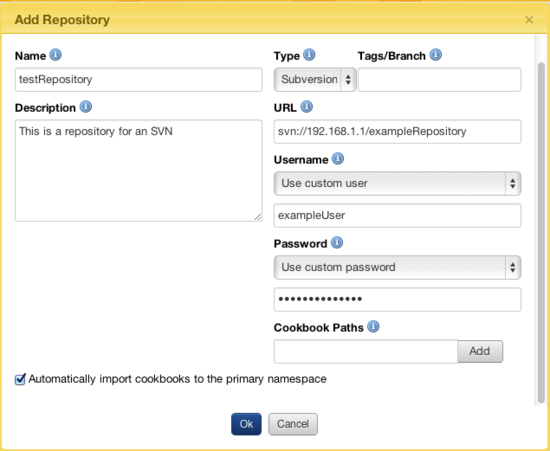 Add Repository ×
Name Type Tags/Branch
testRepository Subversion
Description URL
This is a repository for an SVN svn://192.168.1.1/exampleRepository
Username
Use custom user
exampleUser
Password
Use custom password
••••••••••••••
Cookbook Paths
Add
Automatically import cookbooks to the primary namespace
Ok Cancel